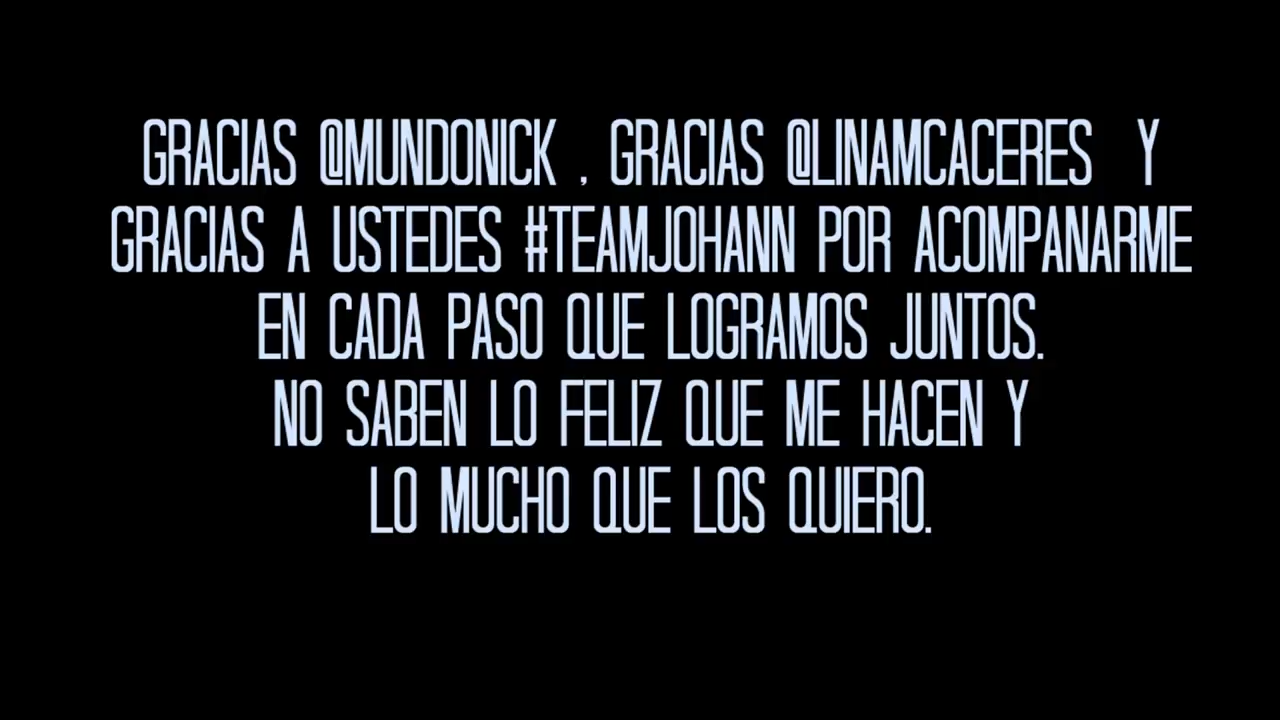 GRACIAS @MUNDONICK , GRACIAS @LINAMCACERES Y
GRACIAS A USTEDES #TEAMJOHANN POR ACOMPANARME
EN CADA PASO QUE LOGRAMOS JUNTOS.
NO SABEN LO FELIZ QUE ME HACEN Y
LO MUCHO QUE LOS QUIERO.